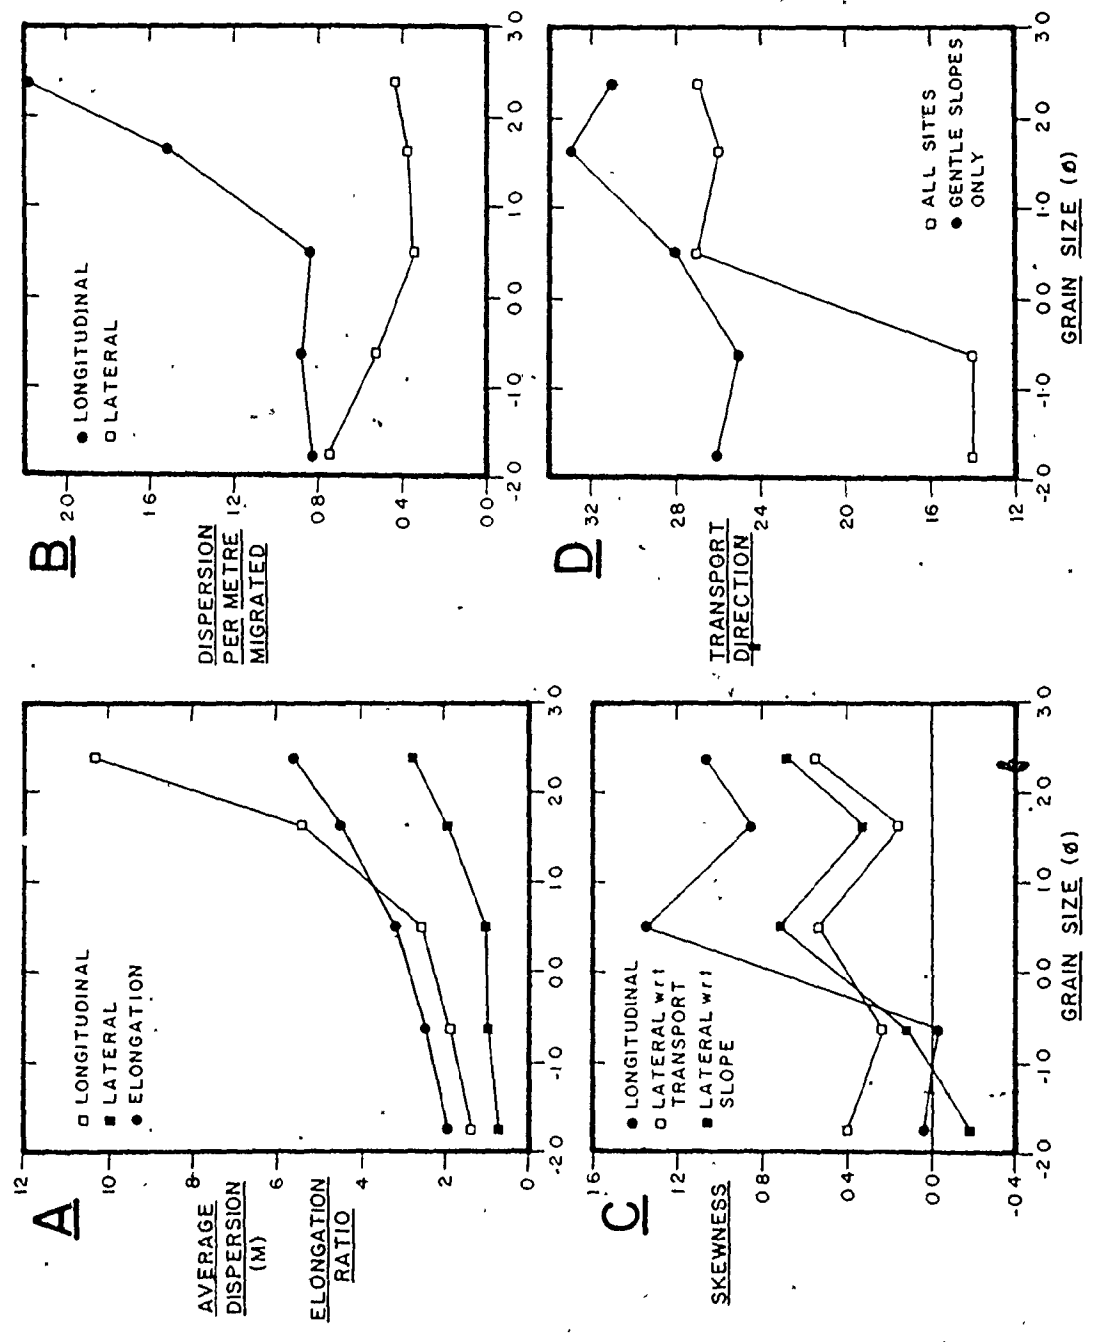 A
AVERAGE
DISPERSION
(M)
ELONGATION
RATIO
12
10
8
6
4
2
0
□ LONGITUDINAL
■ LATERAL
● ELONGATION
-2 0
-1 0
0 0
1 0
2 0
3 0
B
DISPERSION
PER METRE
MIGRATED
2 0
1 6
1 2
0 8
0 4
0 0
● LONGITUDINAL
□ LATERAL
-2 0
-1 0
0 0
1 0
2 0
3 0
C
SKEWNESS
1 6
1 2
0 8
0 4
0 0
-0 4
● LONGITUDINAL
□ LATERAL wrt
TRANSPORT
■ LATERAL wrt
SLOPE
-2 0
-1 0
0 0
1 0
2 0
3 0
GRAIN SIZE (Ø)
D
TRANSPORT
DIRECTION
32
28
24
20
16
12
□ ALL SITES
● GENTLE SLOPES
ONLY
-2 0
-1 0
0 0
1 0
2 0
3 0
GRAIN SIZE (Ø)